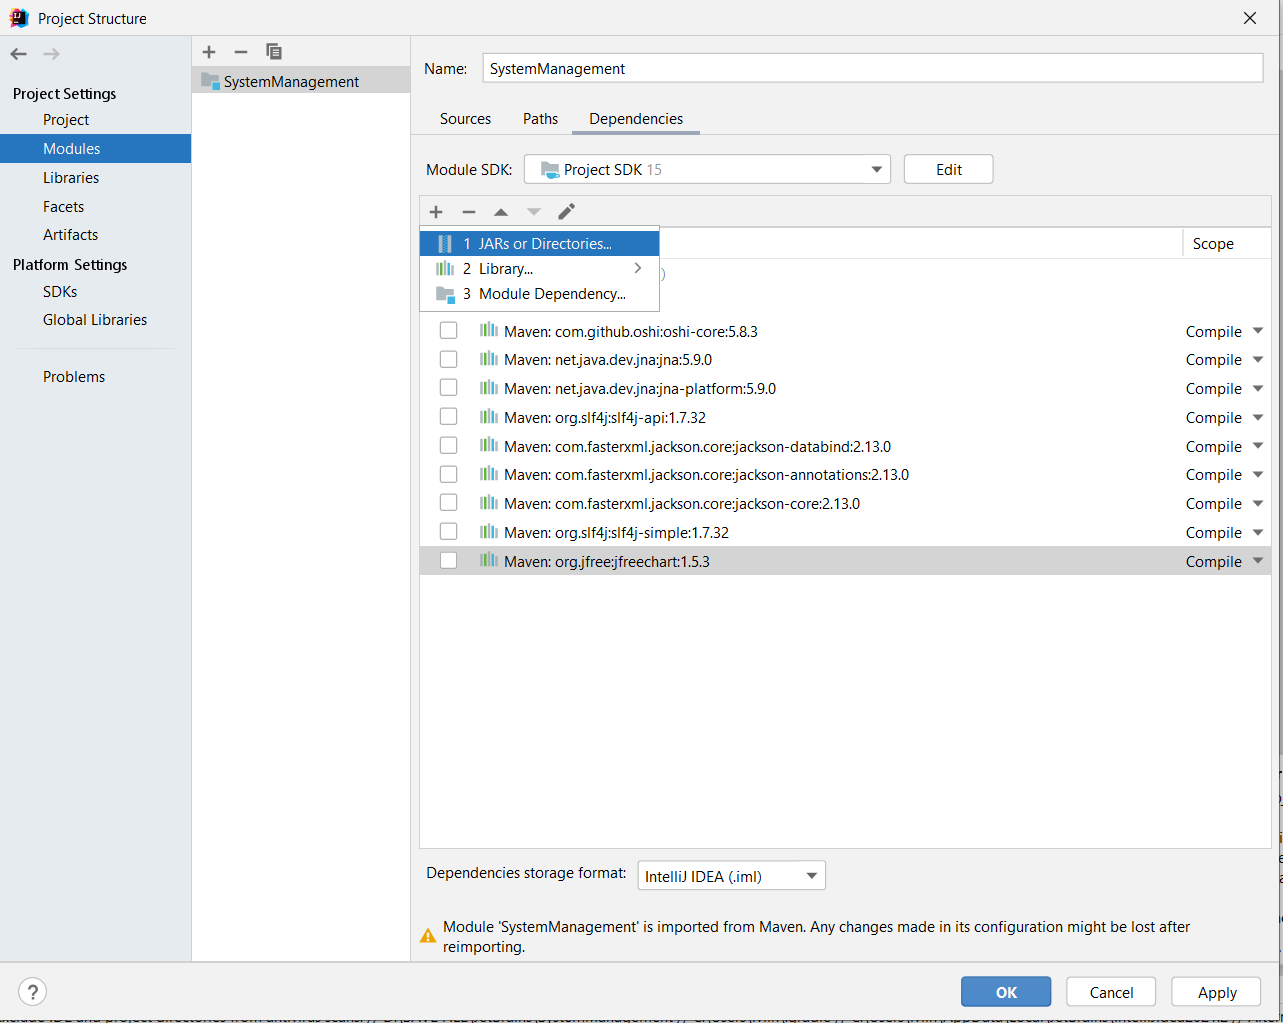 Project Structure
Project Settings
Project
Modules
Libraries
Facets
Artifacts
Platform Settings
SDKs
Global Libraries
Problems
SystemManagement
Name: SystemManagement
Sources Paths Dependencies
Module SDK: Project SDK 15 Edit
Scope
1 JARs or Directories...
2 Library...
3 Module Dependency...
Maven: com.github.oshi:oshi-core:5.8.3 Compile
Maven: net.java.dev.jna:jna:5.9.0 Compile
Maven: net.java.dev.jna:jna-platform:5.9.0 Compile
Maven: org.slf4j:slf4j-api:1.7.32 Compile
Maven: com.fasterxml.jackson.core:jackson-databind:2.13.0 Compile
Maven: com.fasterxml.jackson.core:jackson-annotations:2.13.0 Compile
Maven: com.fasterxml.jackson.core:jackson-core:2.13.0 Compile
Maven: org.slf4j:slf4j-simple:1.7.32 Compile
Maven: org.jfree:jfreechart:1.5.3 Compile
Dependencies storage format: IntelliJ IDEA (.iml)
Module 'SystemManagement' is imported from Maven. Any changes made in its configuration might be lost after
reimporting.
? OK Cancel Apply